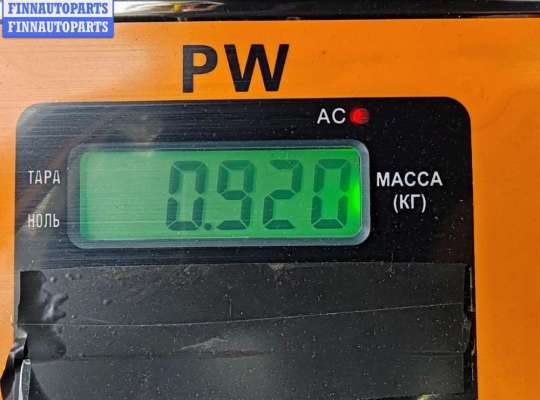 FINNAUTOPARTS
FINNAUTOPARTS
PW
AC
ТАРА
0.920
МАССА
(КГ)
НОЛЬ